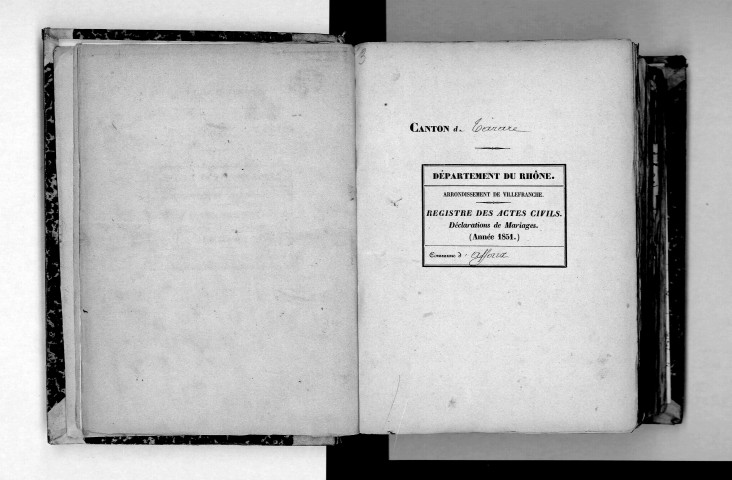 CANTON d. Tarare
DÉPARTEMENT DU RHÔNE.
ARRONDISSEMENT DE VILLEFRANCHE.
REGISTRE DES ACTES CIVILS.
Déclarations de Mariages.
(Année 1851.)
Commune d' Affoux